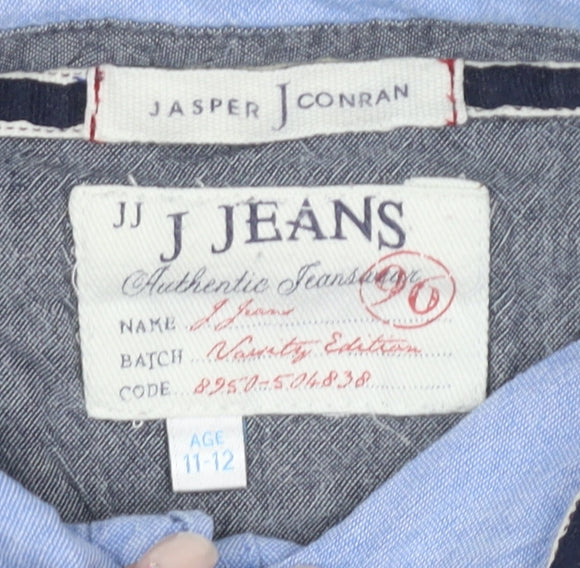 JASPER J CONRAN
JJ J JEANS
Authentic Jeanswear
96
NAME J Jeans
BATCH Varsity Edition
CODE 8950-504838
AGE
11-12